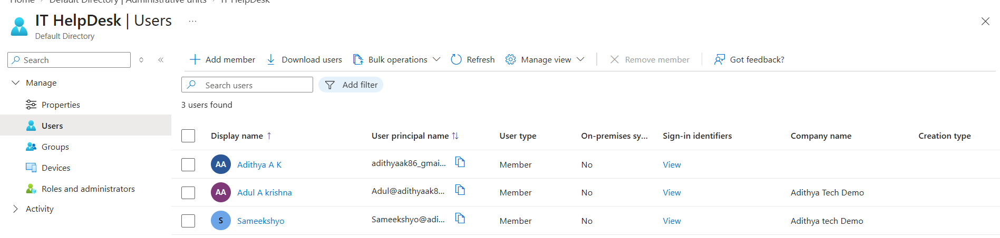 Home > Default Directory | Administrative units > IT HelpDesk
IT HelpDesk | Users ...
Default Directory
Search
Add member
Download users
Bulk operations
Refresh
Manage view
Remove member
Got feedback?
Manage
Properties
Users
Groups
Devices
Roles and administrators
Activity
Search users
Add filter
3 users found
Display name ↑ User principal name ↑↓ User type On-premises sy... Sign-in identifiers Company name Creation type
AA Adithya A K adithyaak86_gmai... Member No View
AA Adul A krishna Adul@adithyaak8... Member No View Adithya Tech Demo
S Sameekshyo Sameekshyo@adi... Member No View Adithya tech Demo